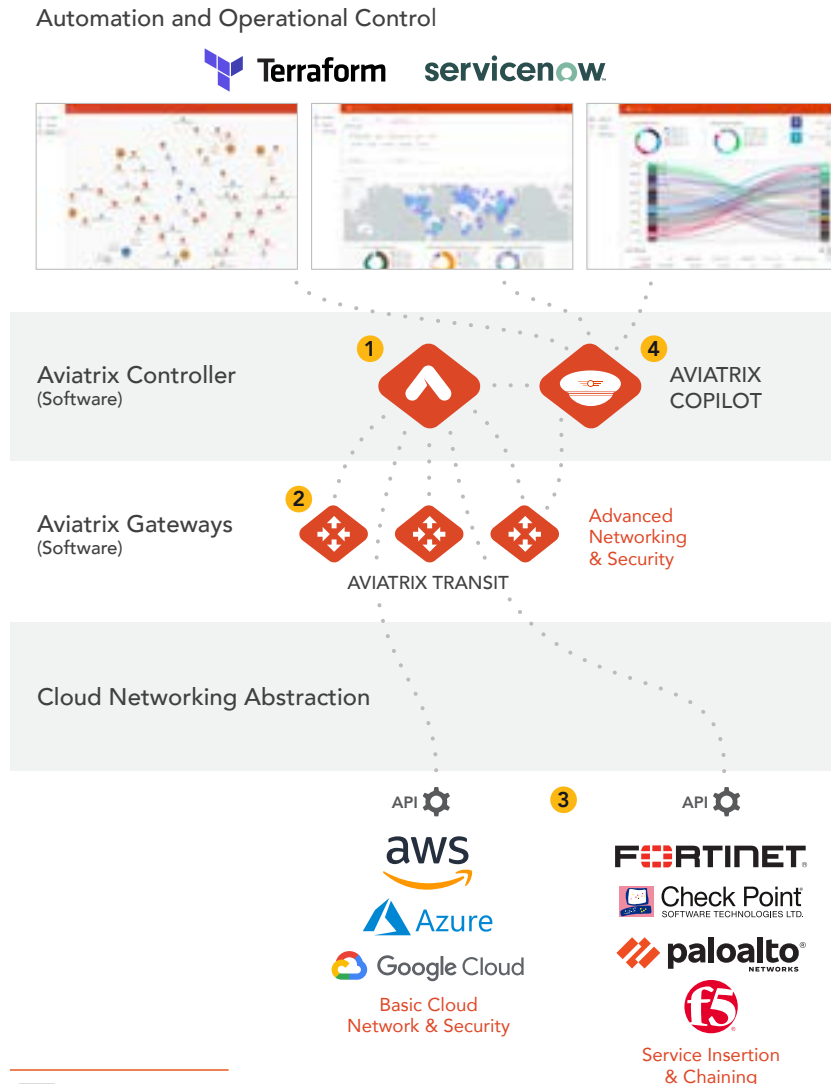 Automation and Operational Control
Terraform
servicenow
1
4
Aviatrix Controller
(Software)
AVIATRIX
COPILOT
2
Aviatrix Gateways
(Software)
Advanced
Networking
& Security
AVIATRIX TRANSIT
Cloud Networking Abstraction
API
3
API
aws
Azure
Google Cloud
Basic Cloud
Network & Security
FORTINET®
Check Point®
SOFTWARE TECHNOLOGIES LTD.
paloalto®
NETWORKS
f5
Service Insertion
& Chaining